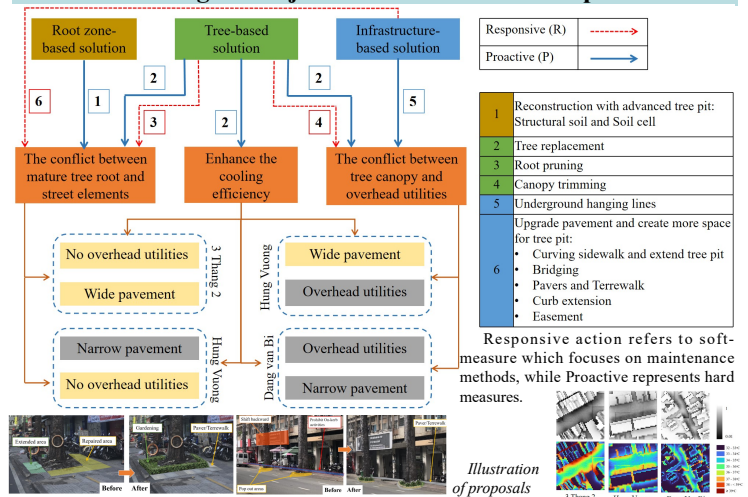 Root zone-
based solution
Tree-based
solution
Infrastructure-
based solution
Responsive (R)
Proactive (P)
6
1
2
3
2
4
2
5
The conflict between
mature tree root and
street elements
Enhance the
cooling
efficiency
The conflict between
tree canopy and
overhead utilities
No overhead utilities
Wide pavement
3 Thang 2
Hung Vuong
Wide pavement
Overhead utilities
Narrow pavement
No overhead utilities
Hung Vuong
Dang van Bi
Overhead utilities
Narrow pavement
1 Reconstruction with advanced tree pit:
Structural soil and Soil cell
2 Tree replacement
3 Root pruning
4 Canopy trimming
5 Underground hanging lines
6 Upgrade pavement and create more space
for tree pit:
• Curving sidewalk and extend tree pit
• Bridging
• Pavers and Terrewalk
• Curb extension
• Easement
Responsive action refers to soft-
measure which focuses on maintenance
methods, while Proactive represents hard
measures.
Extended area
Repaired area
Gardening
Paver/Terrewalk
Before
After
Shift backward
Pop out areas
Paver/Terrewalk
Before
After
Illustration
of proposals